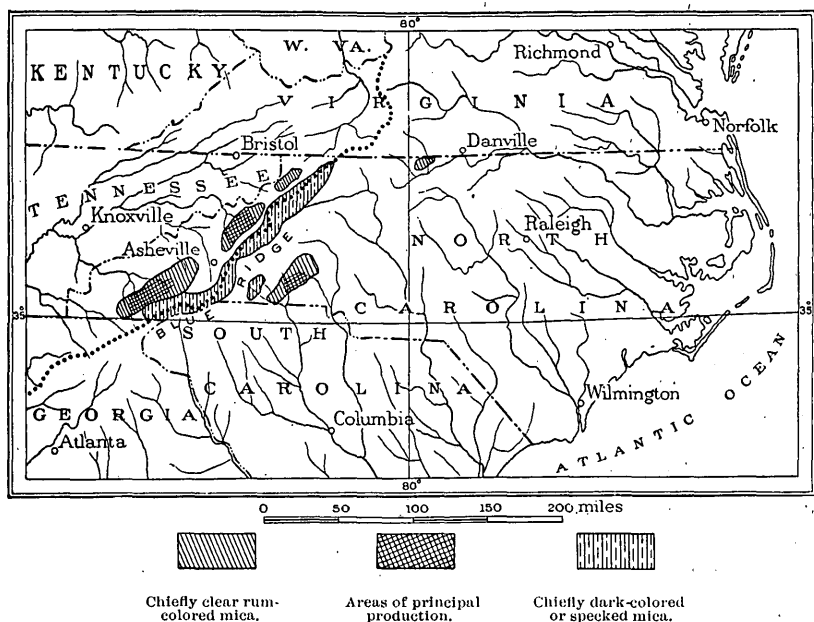 80°
W. VA.
Richmond
KENTUCKY
VIRGINIA
Norfolk
Bristol
Danville
TENNESSEE
Knoxville
Raleigh
Asheville
NORTH
BLUE RIDGE
CAROLINA
35°
35°
SOUTH
CAROLINA
Wilmington
GEORGIA
Columbia
Atlanta
ATLANTIC OCEAN
80°
0 50 100 150 200 miles
Chiefly clear rum-
colored mica.
Areas of principal
production.
Chiefly dark-colored
or specked mica.